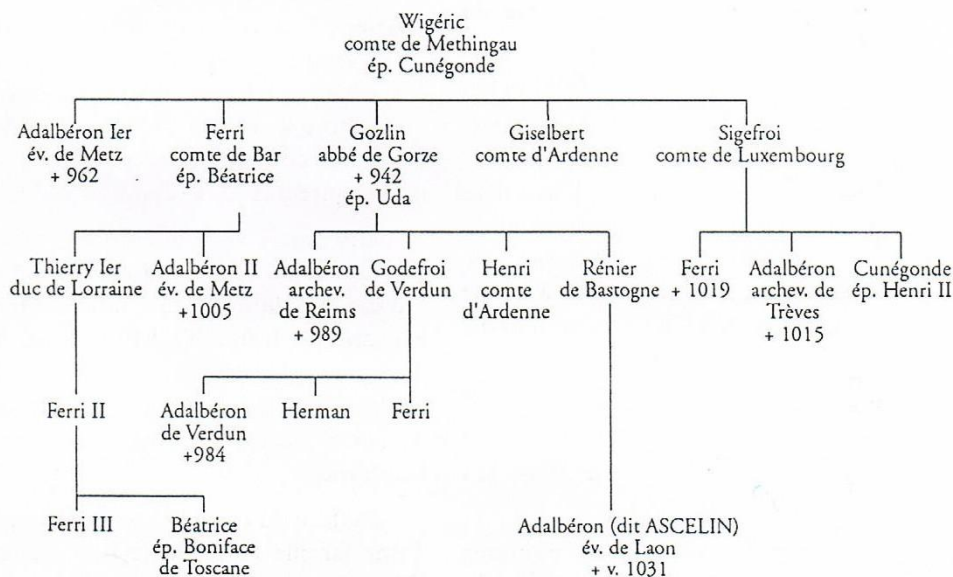 Wigéric
comte de Methingau
ép. Cunégonde
Adalbéron Ier
év. de Metz
+ 962
Ferri
comte de Bar
ép. Béatrice
Gozlin
abbé de Gorze
+ 942
ép. Uda
Giselbert
comte d'Ardenne
Sigefroi
comte de Luxembourg
Thierry Ier
duc de Lorraine
Adalbéron II
év. de Metz
+1005
Adalbéron
archev.
de Reims
+ 989
Godefroi
de Verdun
Henri
comte
d'Ardenne
Rénier
de Bastogne
Ferri
+ 1019
Adalbéron
archev. de
Trèves
+ 1015
Cunégonde
ép. Henri II
Ferri II
Adalbéron
de Verdun
+984
Herman
Ferri
Ferri III
Béatrice
ép. Boniface
de Toscane
Adalbéron (dit ASCELIN)
év. de Laon
+ v. 1031